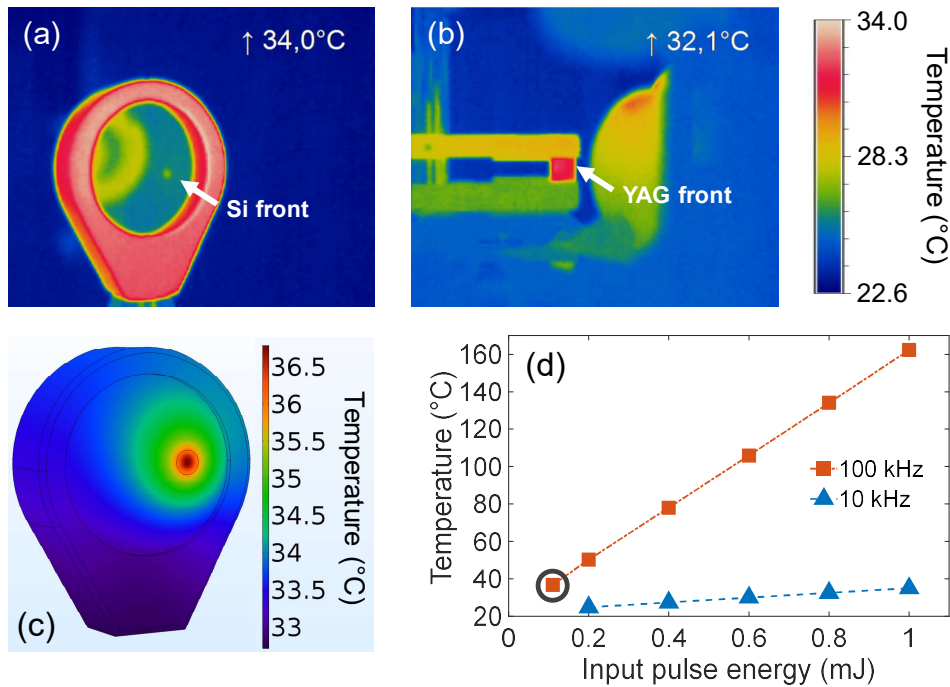 (a)
↑ 34,0°C
Si front
(b)
↑ 32,1°C
YAG front
34.0
28.3
22.6
Temperature (°C)
(c)
36.5
36
35.5
35
34.5
34
33.5
33
Temperature (°C)
(d)
160
140
120
100
80
60
40
20
Temperature (°C)
100 kHz
10 kHz
0
0.2
0.4
0.6
0.8
1
Input pulse energy (mJ)